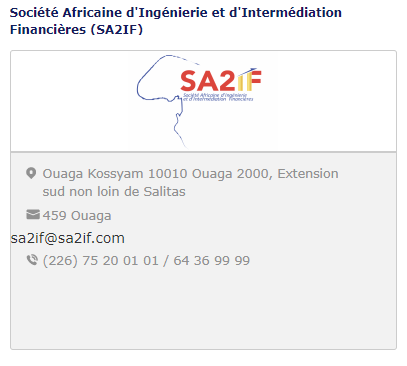 Société Africaine d'Ingénierie et d'Intermédiation
Financières (SA2IF)
SA2IF
Société Africaine d'Ingénierie
et d'Intermédiation Financières
Ouaga Kossyam 10010 Ouaga 2000, Extension
sud non loin de Salitas
459 Ouaga
sa2if@sa2if.com
(226) 75 20 01 01 / 64 36 99 99